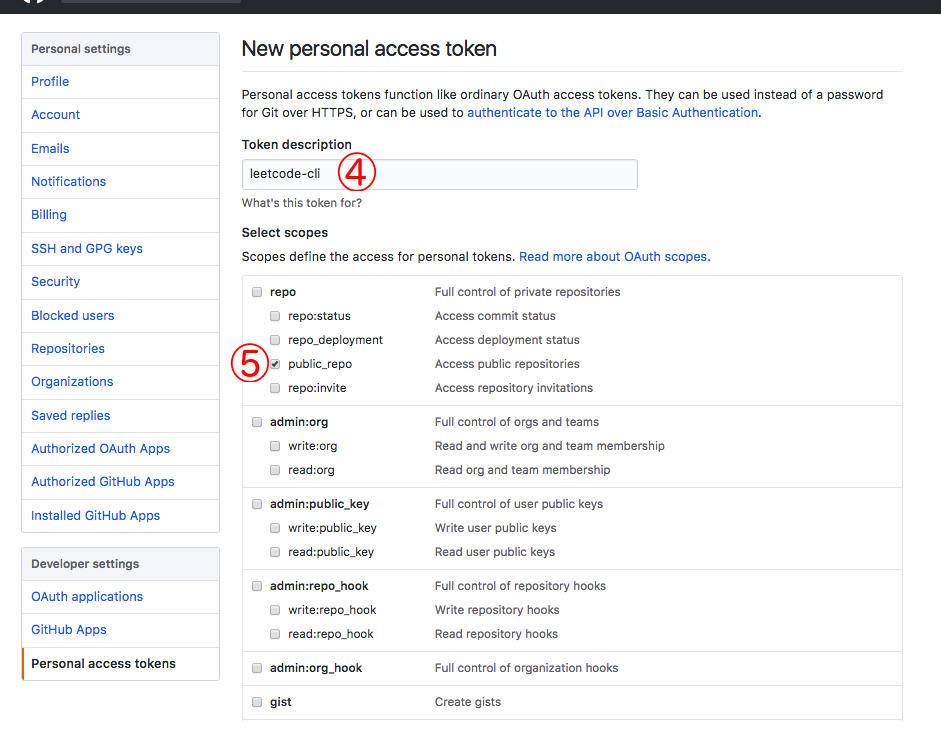 Personal settings
Profile
Account
Emails
Notifications
Billing
SSH and GPG keys
Security
Blocked users
Repositories
Organizations
Saved replies
Authorized OAuth Apps
Authorized GitHub Apps
Installed GitHub Apps
Developer settings
OAuth applications
GitHub Apps
Personal access tokens
New personal access token
Personal access tokens function like ordinary OAuth access tokens. They can be used instead of a password
for Git over HTTPS, or can be used to authenticate to the API over Basic Authentication.
Token description
leetcode-cli ④
What's this token for?
Select scopes
Scopes define the access for personal tokens. Read more about OAuth scopes.
repo Full control of private repositories
repo:status Access commit status
repo_deployment Access deployment status
⑤ public_repo Access public repositories
repo:invite Access repository invitations
admin:org Full control of orgs and teams
write:org Read and write org and team membership
read:org Read org and team membership
admin:public_key Full control of user public keys
write:public_key Write user public keys
read:public_key Read user public keys
admin:repo_hook Full control of repository hooks
write:repo_hook Write repository hooks
read:repo_hook Read repository hooks
admin:org_hook Full control of organization hooks
gist Create gists